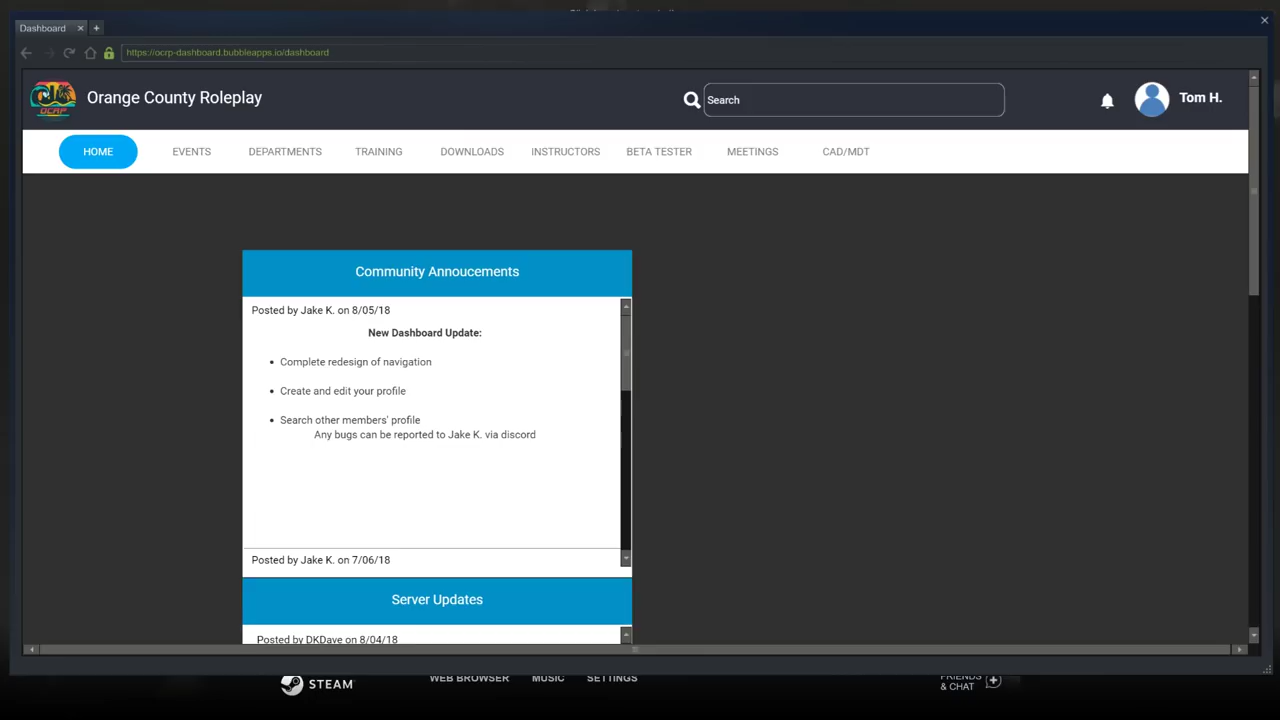 Dashboard
https://ocrp-dashboard.bubbleapps.io/dashboard
OCRP
Orange County Roleplay
Search
Tom H.
HOME EVENTS DEPARTMENTS TRAINING DOWNLOADS INSTRUCTORS BETA TESTER MEETINGS CAD/MDT
Community Annoucements
Posted by Jake K. on 8/05/18
New Dashboard Update:
• Complete redesign of navigation
• Create and edit your profile
• Search other members' profile
Any bugs can be reported to Jake K. via discord
Posted by Jake K. on 7/06/18
Server Updates
Posted by DKDave on 8/04/18
STEAM
WEB BROWSER MUSIC SETTINGS
FRIENDS
& CHAT